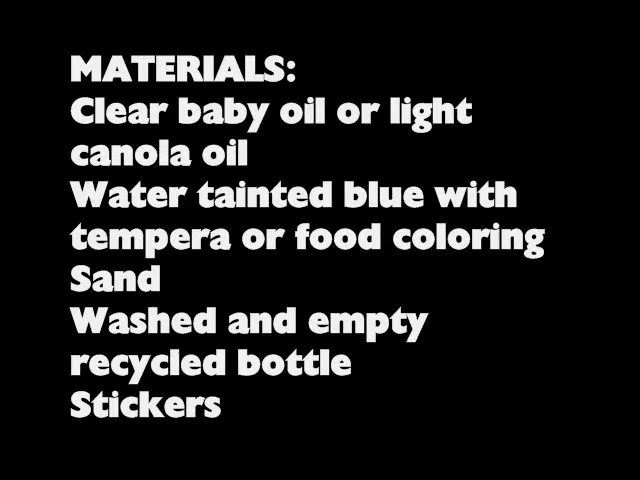 MATERIALS:
Clear baby oil or light
canola oil
Water tainted blue with
tempera or food coloring
Sand
Washed and empty
recycled bottle
Stickers